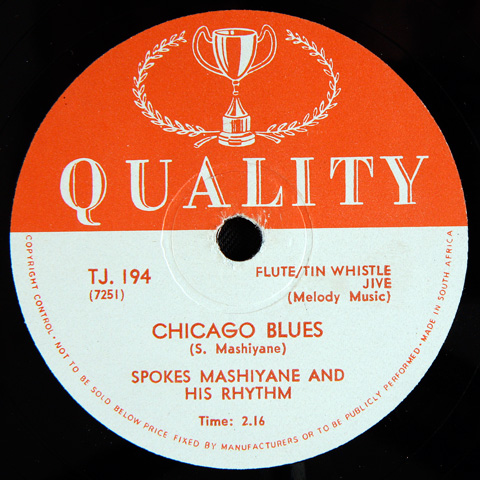 QUALITY
TJ. 194
(7251)
FLUTE/TIN WHISTLE
JIVE
(Melody Music)
CHICAGO BLUES
(S. Mashiyane)
SPOKES MASHIYANE AND
HIS RHYTHM
Time: 2.16
COPYRIGHT CONTROL · NOT TO BE SOLD BELOW PRICE FIXED BY MANUFACTURERS OR TO BE PUBLICLY PERFORMED · MADE IN SOUTH AFRICA